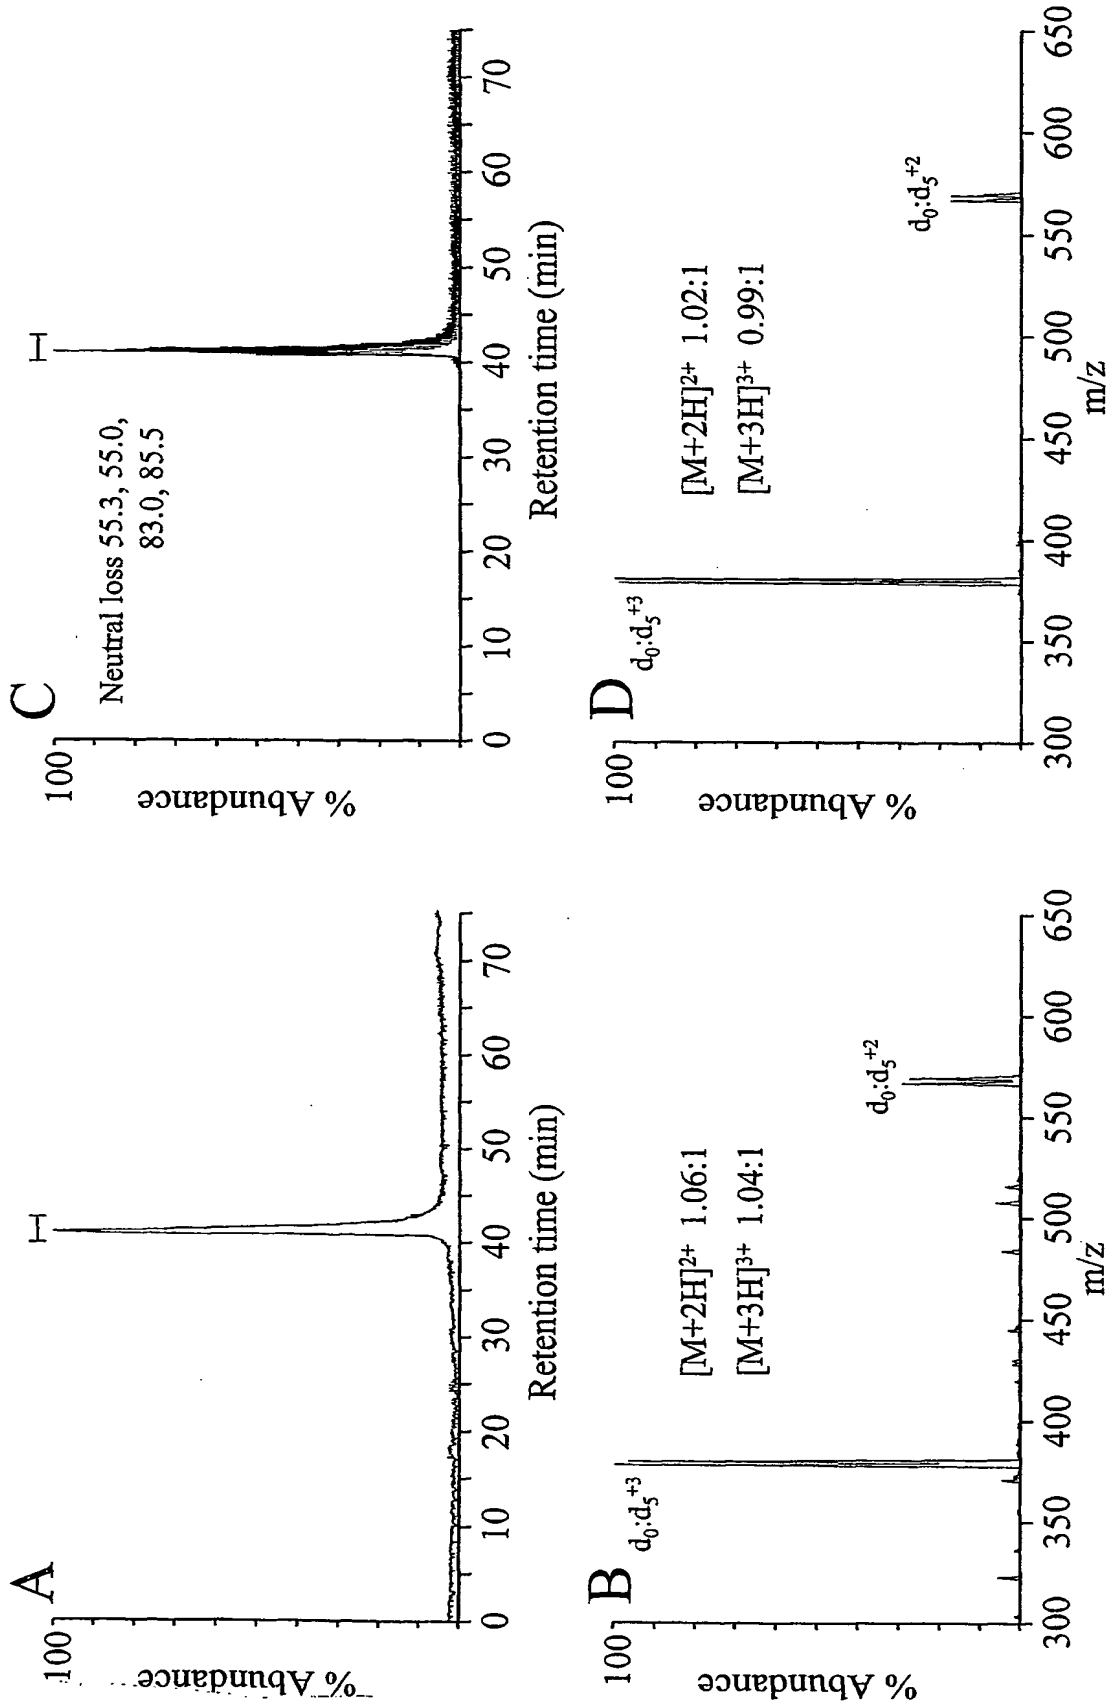 A
100
% Abundance
0 10 20 30 40 50 60 70
Retention time (min)
B
100
% Abundance
d₀:d₅⁺³
[M+2H]²⁺ 1.06:1
[M+3H]³⁺ 1.04:1
d₀:d₅⁺²
300 350 400 450 500 550 600 650
m/z
C
100
% Abundance
Neutral loss 55.3, 55.0,
83.0, 85.5
0 10 20 30 40 50 60 70
Retention time (min)
D
100
% Abundance
d₀:d₅⁺³
[M+2H]²⁺ 1.02:1
[M+3H]³⁺ 0.99:1
d₀:d₅⁺²
300 350 400 450 500 550 600 650
m/z